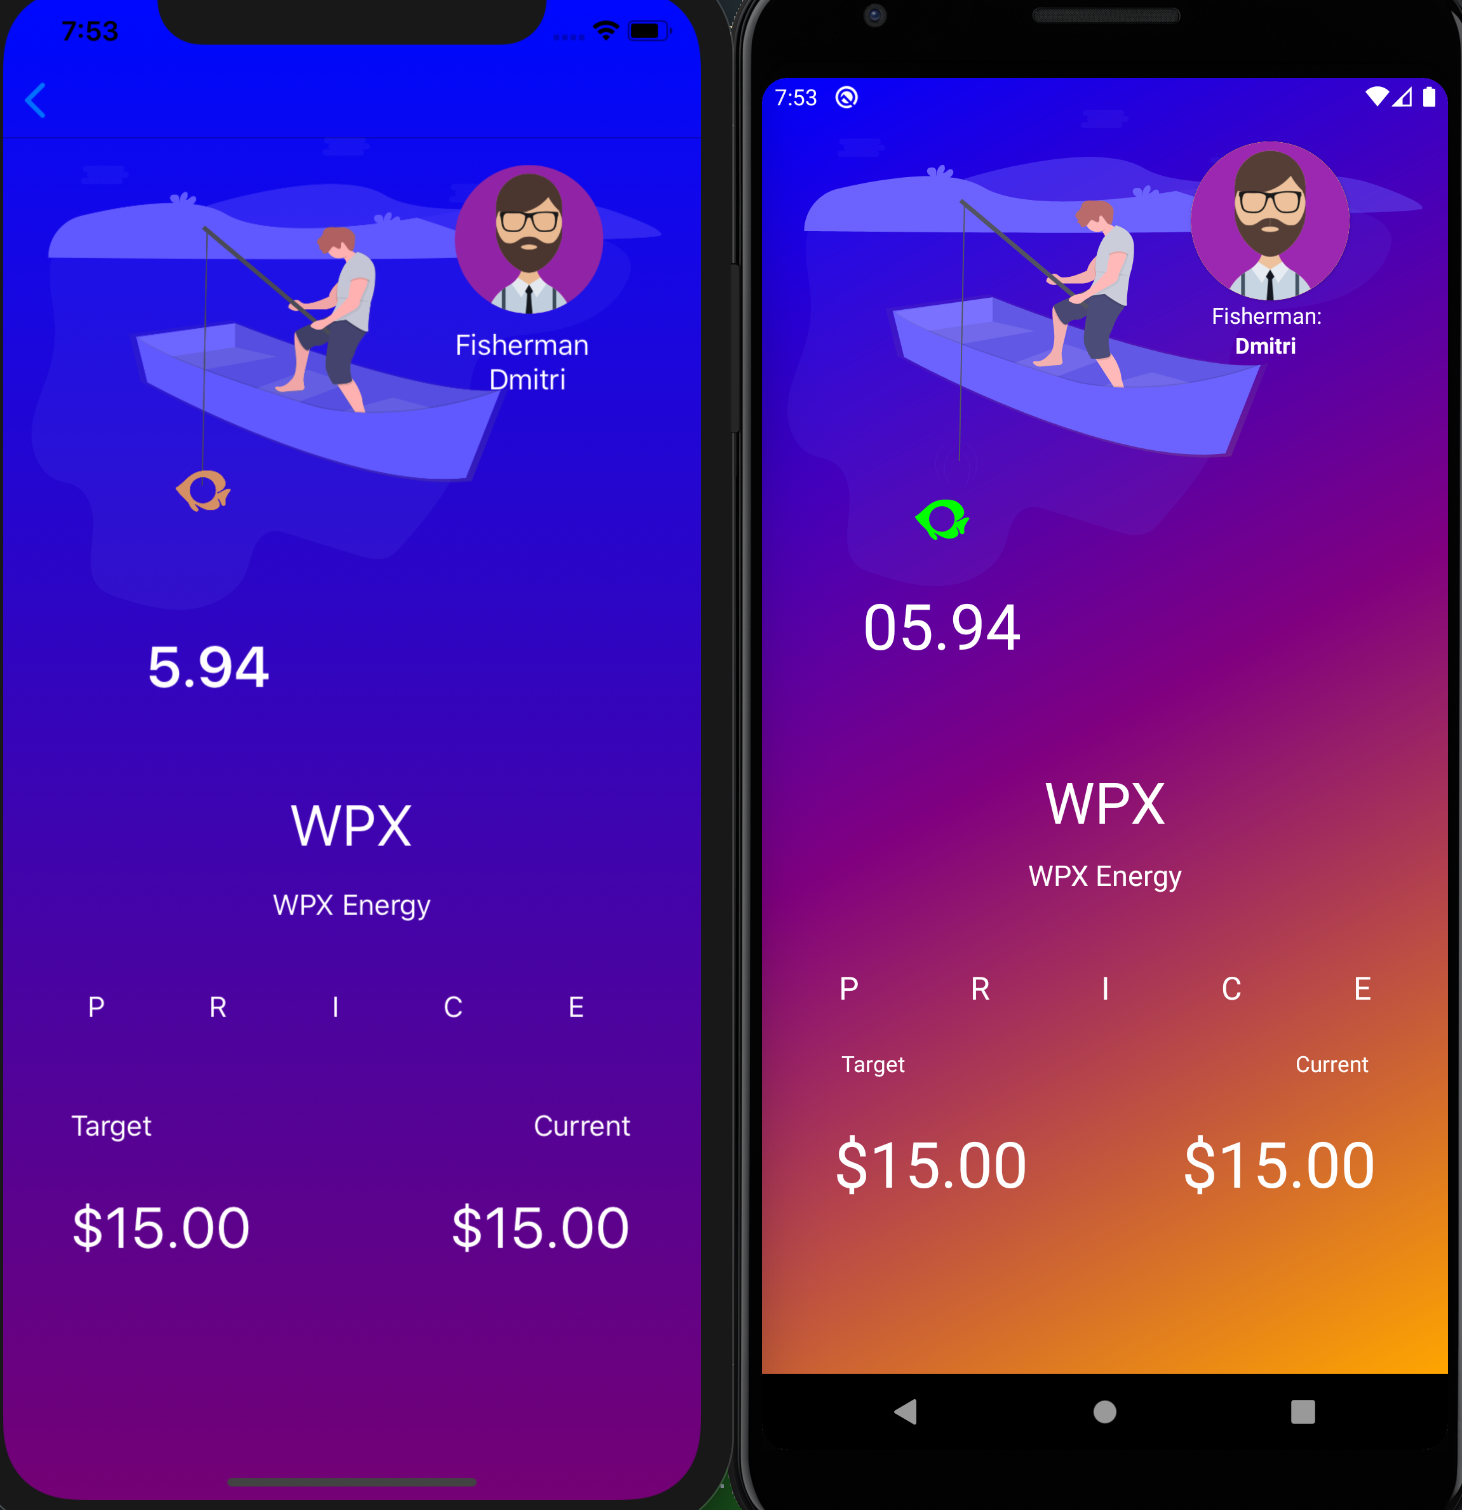 7:53
Fisherman
Dmitri
5.94
WPX
WPX Energy
P R I C E
Target Current
$15.00 $15.00
7:53
Fisherman:
Dmitri
05.94
WPX
WPX Energy
P R I C E
Target Current
$15.00 $15.00